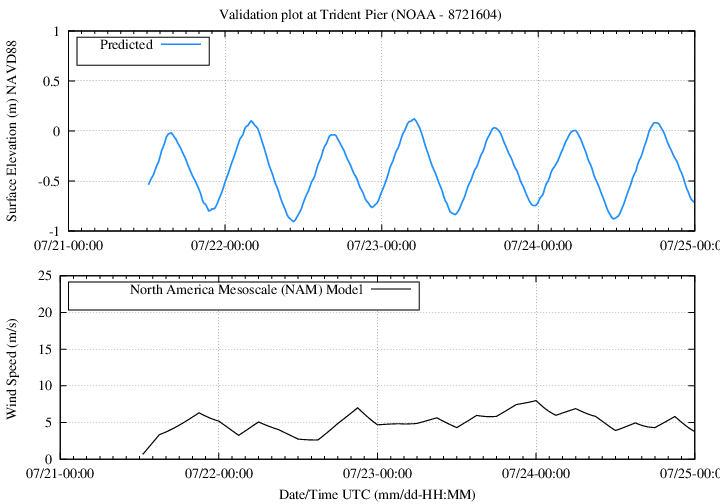 Validation plot at Trident Pier (NOAA - 8721604)
Surface Elevation (m) NAVD88
Predicted
1
0.5
0
-0.5
-1
07/21-00:00 07/22-00:00 07/23-00:00 07/24-00:00 07/25-00:00
Wind Speed (m/s)
North America Mesoscale (NAM) Model
25
20
15
10
5
0
07/21-00:00 07/22-00:00 07/23-00:00 07/24-00:00 07/25-00:00
Date/Time UTC (mm/dd-HH:MM)